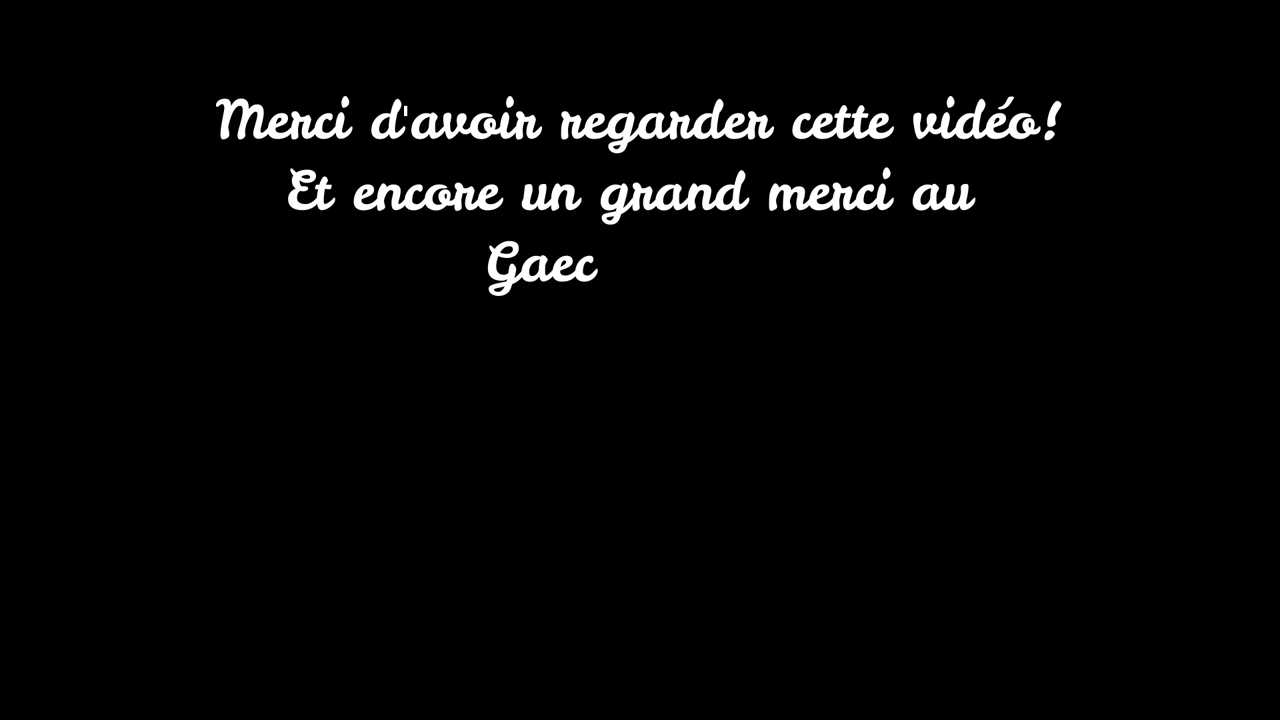 Merci d'avoir regarder cette vidéo!
Et encore un grand merci au
Gaec